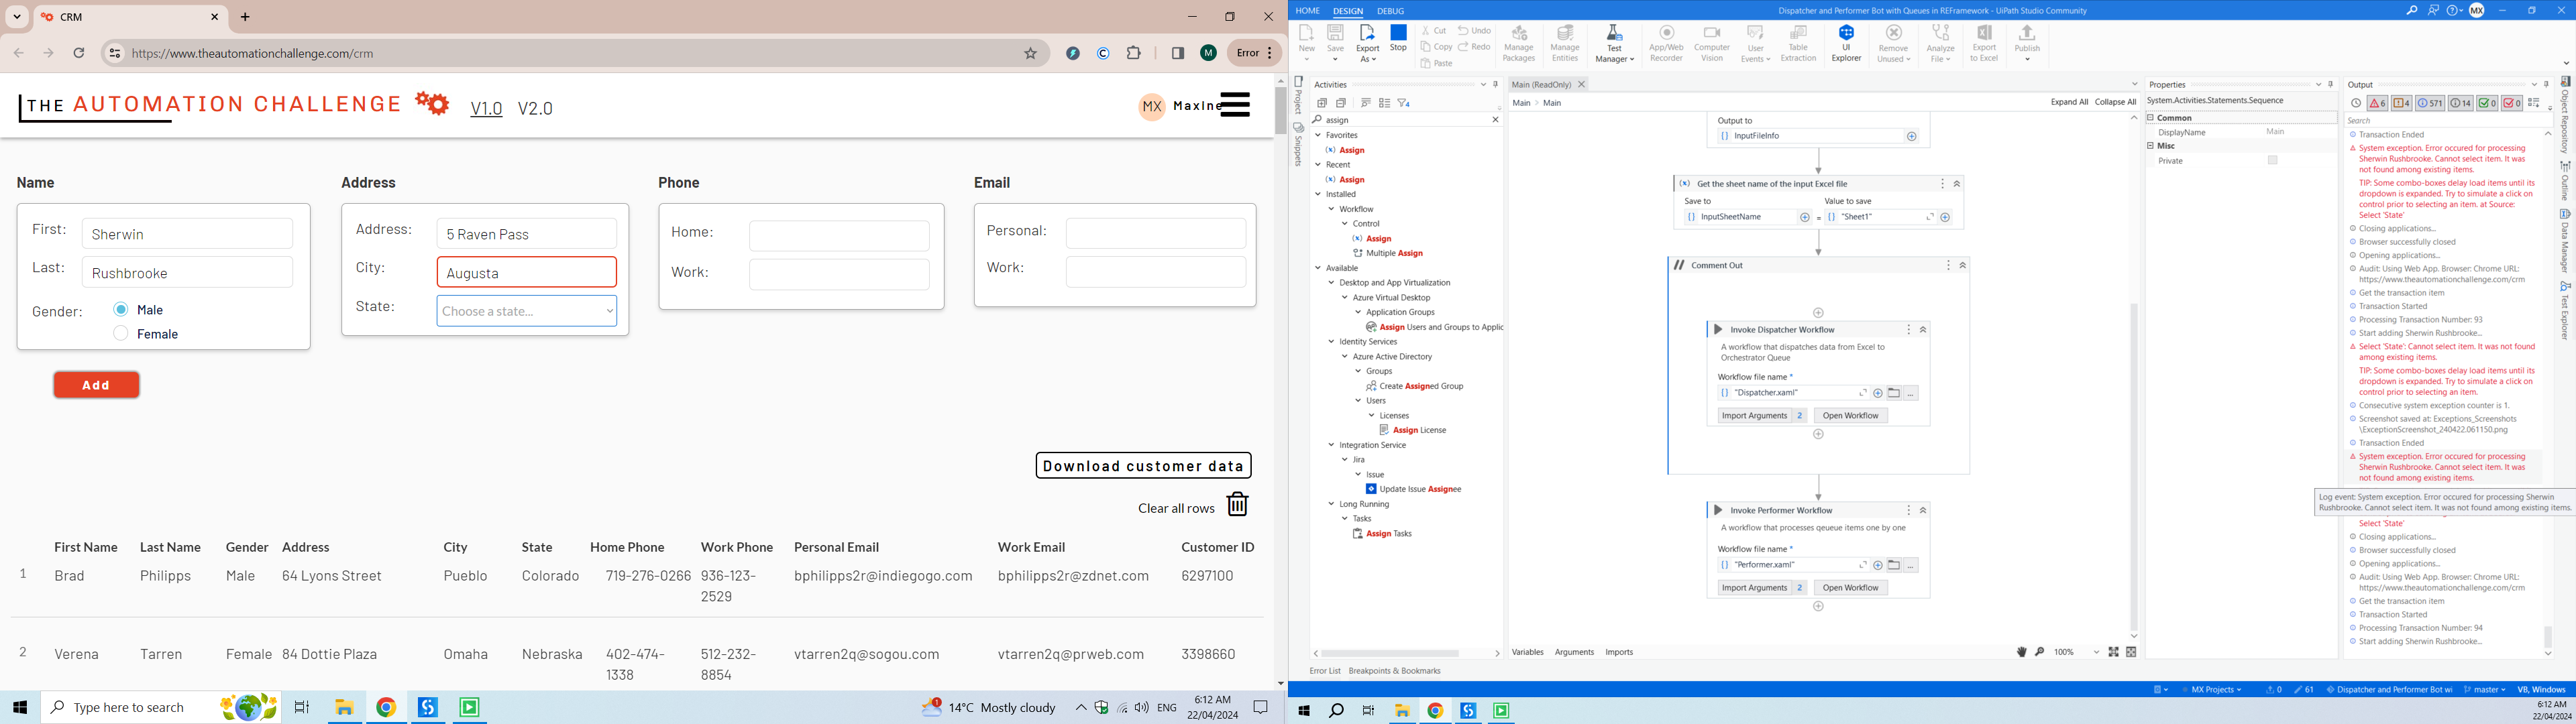 CRM
https://www.theautomationchallenge.com/crm
Error
THE AUTOMATION CHALLENGE
V1.0
V2.0
MX
Maxine
Name
First:
Sherwin
Last:
Rushbrooke
Gender:
Male
Female
Address
Address:
5 Raven Pass
City:
Augusta
State:
Choose a state...
Phone
Home:
Work:
Email
Personal:
Work:
Add
Download customer data
Clear all rows
First Name Last Name Gender Address City State Home Phone Work Phone Personal Email Work Email Customer ID
1 Brad Philipps Male 64 Lyons Street Pueblo Colorado 719-276-0266 936-123-
2529
bphilipps2r@indiegogo.com bphilipps2r@zdnet.com 6297100
2 Verena Tarren Female 84 Dottie Plaza Omaha Nebraska 402-474-
1338
512-232-
8854
vtarren2q@sogou.com vtarren2q@prweb.com 3398660
Type here to search
14°C Mostly cloudy
ENG
6:12 AM
22/04/2024
HOME DESIGN DEBUG
Dispatcher and Performer Bot with Queues in REFramework - UiPath Studio Community
MX
New
Save
Export
As
Stop
Cut
Copy
Paste
Undo
Redo
Manage
Packages
Manage
Entities
Test
Manager
App/Web
Recorder
Computer
Vision
User
Events
Table
Extraction
UI
Explorer
Remove
Unused
Analyze
File
Export
to Excel
Publish
Project
Snippets
Activities
assign
Favorites
Assign
Recent
Assign
Installed
Workflow
Control
Assign
Multiple Assign
Available
Desktop and App Virtualization
Azure Virtual Desktop
Application Groups
Assign Users and Groups to Applic
Identity Services
Azure Active Directory
Groups
Create Assigned Group
Users
Licenses
Assign License
Integration Service
Jira
Issue
Update Issue Assignee
Long Running
Tasks
Assign Tasks
Main (ReadOnly)
Main > Main
Expand All Collapse All
Output to
InputFileInfo
Get the sheet name of the input Excel file
Save to
Value to save
InputSheetName
=
"Sheet1"
Comment Out
Invoke Dispatcher Workflow
A workflow that dispatches data from Excel to
Orchestrator Queue
Workflow file name *
"Dispatcher.xaml"
Import Arguments 2
Open Workflow
Invoke Performer Workflow
A workflow that processes qeueue items one by one
Workflow file name *
"Performer.xaml"
Import Arguments 2
Open Workflow
Variables Arguments Imports
100%
Error List Breakpoints & Bookmarks
Properties
System.Activities.Statements.Sequence
Common
DisplayName
Main
Misc
Private
Output
6
4
571
14
0
0
Search
Transaction Ended
System exception. Error occured for processing
Sherwin Rushbrooke. Cannot select item. It was
not found among existing items.
TIP: Some combo-boxes delay load items until its
dropdown is expanded. Try to simulate a click on
control prior to selecting an item. at Source:
Select 'State'
Closing applications...
Browser successfully closed
Opening applications...
Audit: Using Web App. Browser: Chrome URL:
https://www.theautomationchallenge.com/crm
Get the transaction item
Transaction Started
Processing Transaction Number: 93
Start adding Sherwin Rushbrooke...
Select 'State': Cannot select item. It was not found
among existing items.
TIP: Some combo-boxes delay load items until its
dropdown is expanded. Try to simulate a click on
control prior to selecting an item.
Consecutive system exception counter is 1.
Screenshot saved at: Exceptions_Screenshots
\ExceptionScreenshot_240422.061150.png
Transaction Ended
System exception. Error occured for processing
Sherwin Rushbrooke. Cannot select item. It was
not found among existing items.
Log event: System exception. Error occured for processing Sherwin
Rushbrooke. Cannot select item. It was not found among existing items.
Select 'State'
Closing applications...
Browser successfully closed
Opening applications...
Audit: Using Web App. Browser: Chrome URL:
https://www.theautomationchallenge.com/crm
Get the transaction item
Transaction Started
Processing Transaction Number: 94
Start adding Sherwin Rushbrooke...
Object Repository
Outline
Data Manager
Test Explorer
MX Projects
0
61
Dispatcher and Performer Bot wi
master
VB, Windows
6:12 AM
22/04/2024